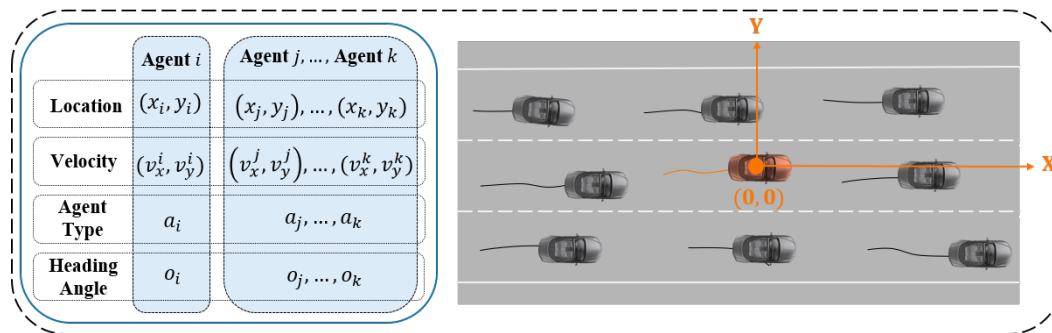 Agent i Agent j, ..., Agent k
Location (x_i, y_i) (x_j, y_j), ..., (x_k, y_k)
Velocity (v_x^i, v_y^i) (v_x^j, v_y^j), ..., (v_x^k, v_y^k)
Agent
Type a_i a_j, ..., a_k
Heading
Angle o_i o_j, ..., o_k
Y
X
(0, 0)